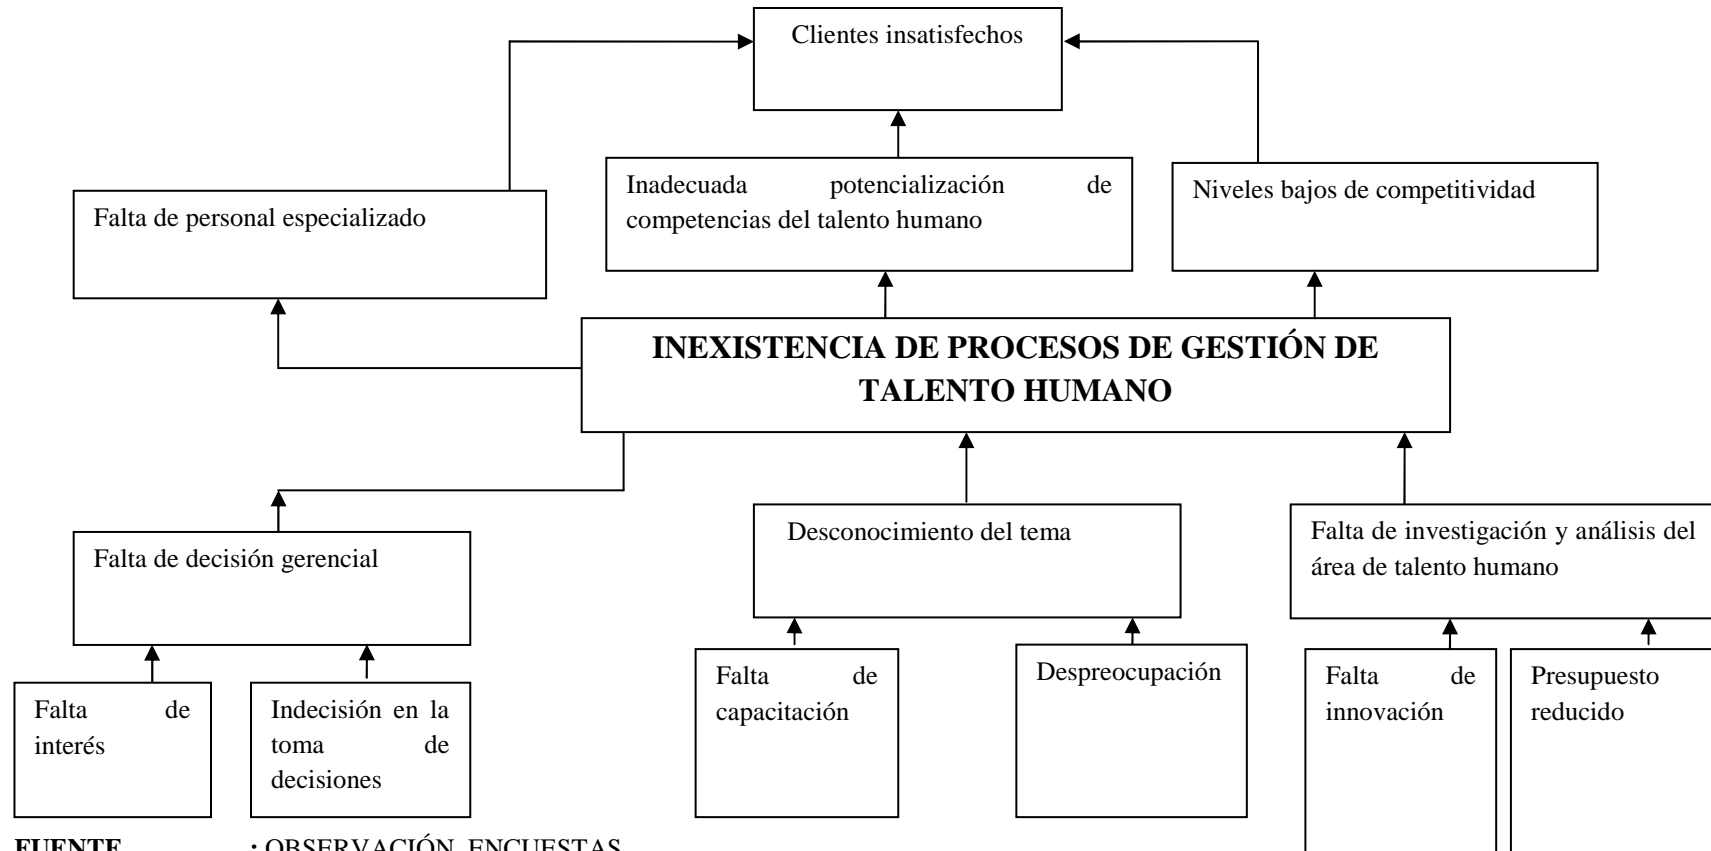 Clientes insatisfechos
Inadecuada potencialización de
competencias del talento humano
Niveles bajos de competitividad
Falta de personal especializado
INEXISTENCIA DE PROCESOS DE GESTIÓN DE
TALENTO HUMANO
Falta de decisión gerencial
Desconocimiento del tema
Falta de investigación y análisis del
área de talento humano
Falta de
interés
Indecisión en la
toma de
decisiones
Falta de
capacitación
Despreocupación
Falta de
innovación
Presupuesto
reducido
FUENTE : OBSERVACIÓN, ENCUESTAS